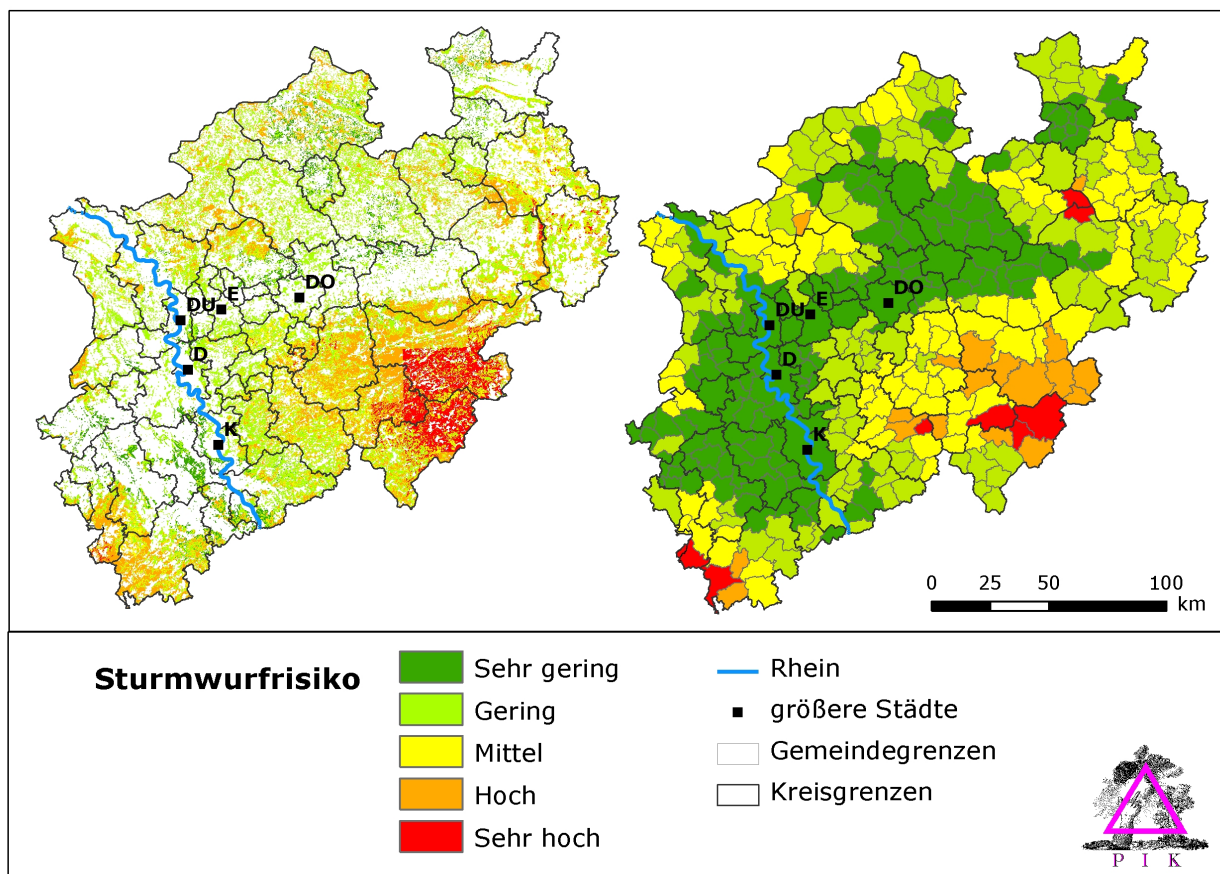 DU
E
DO
D
K
DU
E
DO
D
K
0 25 50 100
km
Sturmwurfrisiko
Sehr gering
Gering
Mittel
Hoch
Sehr hoch
Rhein
größere Städte
Gemeindegrenzen
Kreisgrenzen
P I K